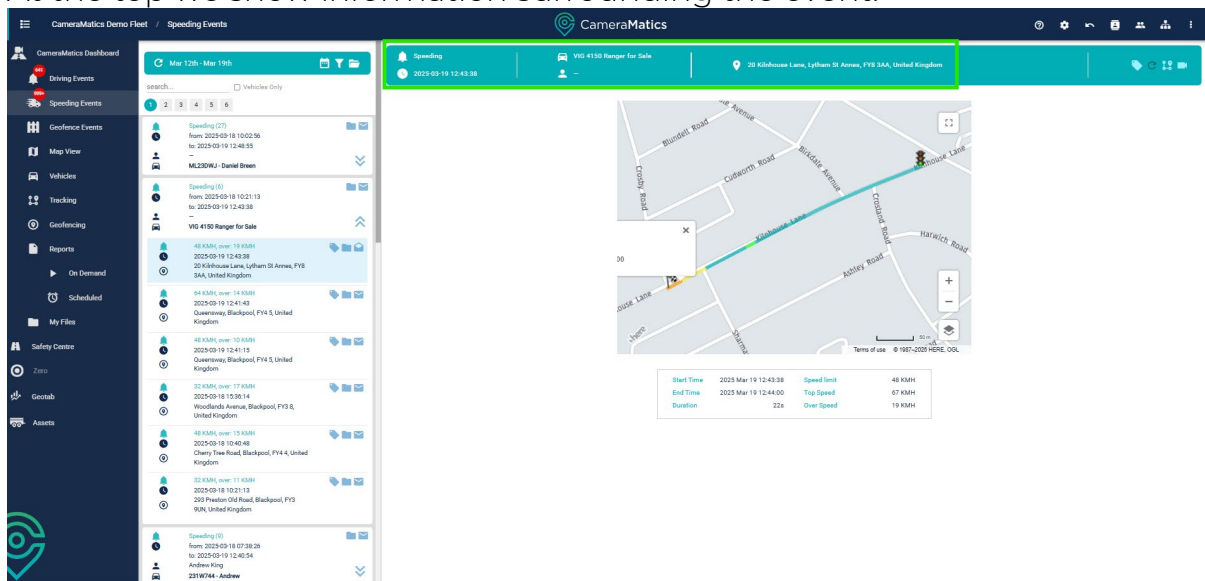 CameraMatics Demo Fleet / Speeding Events
CameraMatics
CameraMatics Dashboard
Driving Events
Speeding Events
Geofence Events
Map View
Vehicles
Tracking
Geofencing
Reports
On Demand
Scheduled
My Files
Safety Centre
Zero
Geotab
Assets
Mar 12th - Mar 19th
search...
Vehicles Only
1 2 3 4 5 6
Speeding (27)
from: 2025-03-18 10:02:56
to: 2025-03-19 12:48:55
--
ML23DWJ - Daniel Breen
Speeding (6)
from: 2025-03-18 10:21:13
to: 2025-03-19 12:43:38
--
VIG 4150 Ranger for Sale
48 KMH, over: 19 KMH
2025-03-19 12:43:38
20 Kilnhouse Lane, Lytham St Annes, FY8
3AA, United Kingdom
64 KMH, over: 14 KMH
2025-03-19 12:41:43
Queensway, Blackpool, FY4 5, United
Kingdom
48 KMH, over: 10 KMH
2025-03-19 12:41:15
Queensway, Blackpool, FY4 5, United
Kingdom
32 KMH, over: 17 KMH
2025-03-18 15:36:14
Woodlands Avenue, Blackpool, FY3 8,
United Kingdom
48 KMH, over: 15 KMH
2025-03-18 10:40:48
Cherry Tree Road, Blackpool, FY4 4, United
Kingdom
32 KMH, over: 11 KMH
2025-03-18 10:21:13
293 Preston Old Road, Blackpool, FY3
9UN, United Kingdom
Speeding (9)
from: 2025-03-18 07:38:26
to: 2025-03-19 12:40:54
Andrew King
231W744 - Andrew
Speeding
2025-03-19 12:43:38
VIG 4150 Ranger for Sale
--
20 Kilnhouse Lane, Lytham St Annes, FY8 3AA, United Kingdom
Avenue
Blundell Road
Birkdale Avenue
Cudworth Road
Crosby Road
Kilnhouse Lane
Crosland Road
Harwich Road
Ashley Road
50 m
Terms of use © 1987–2025 HERE, OGL
Start Time 2025 Mar 19 12:43:38 Speed limit 48 KMH
End Time 2025 Mar 19 12:44:00 Top Speed 67 KMH
Duration 22s Over Speed 19 KMH